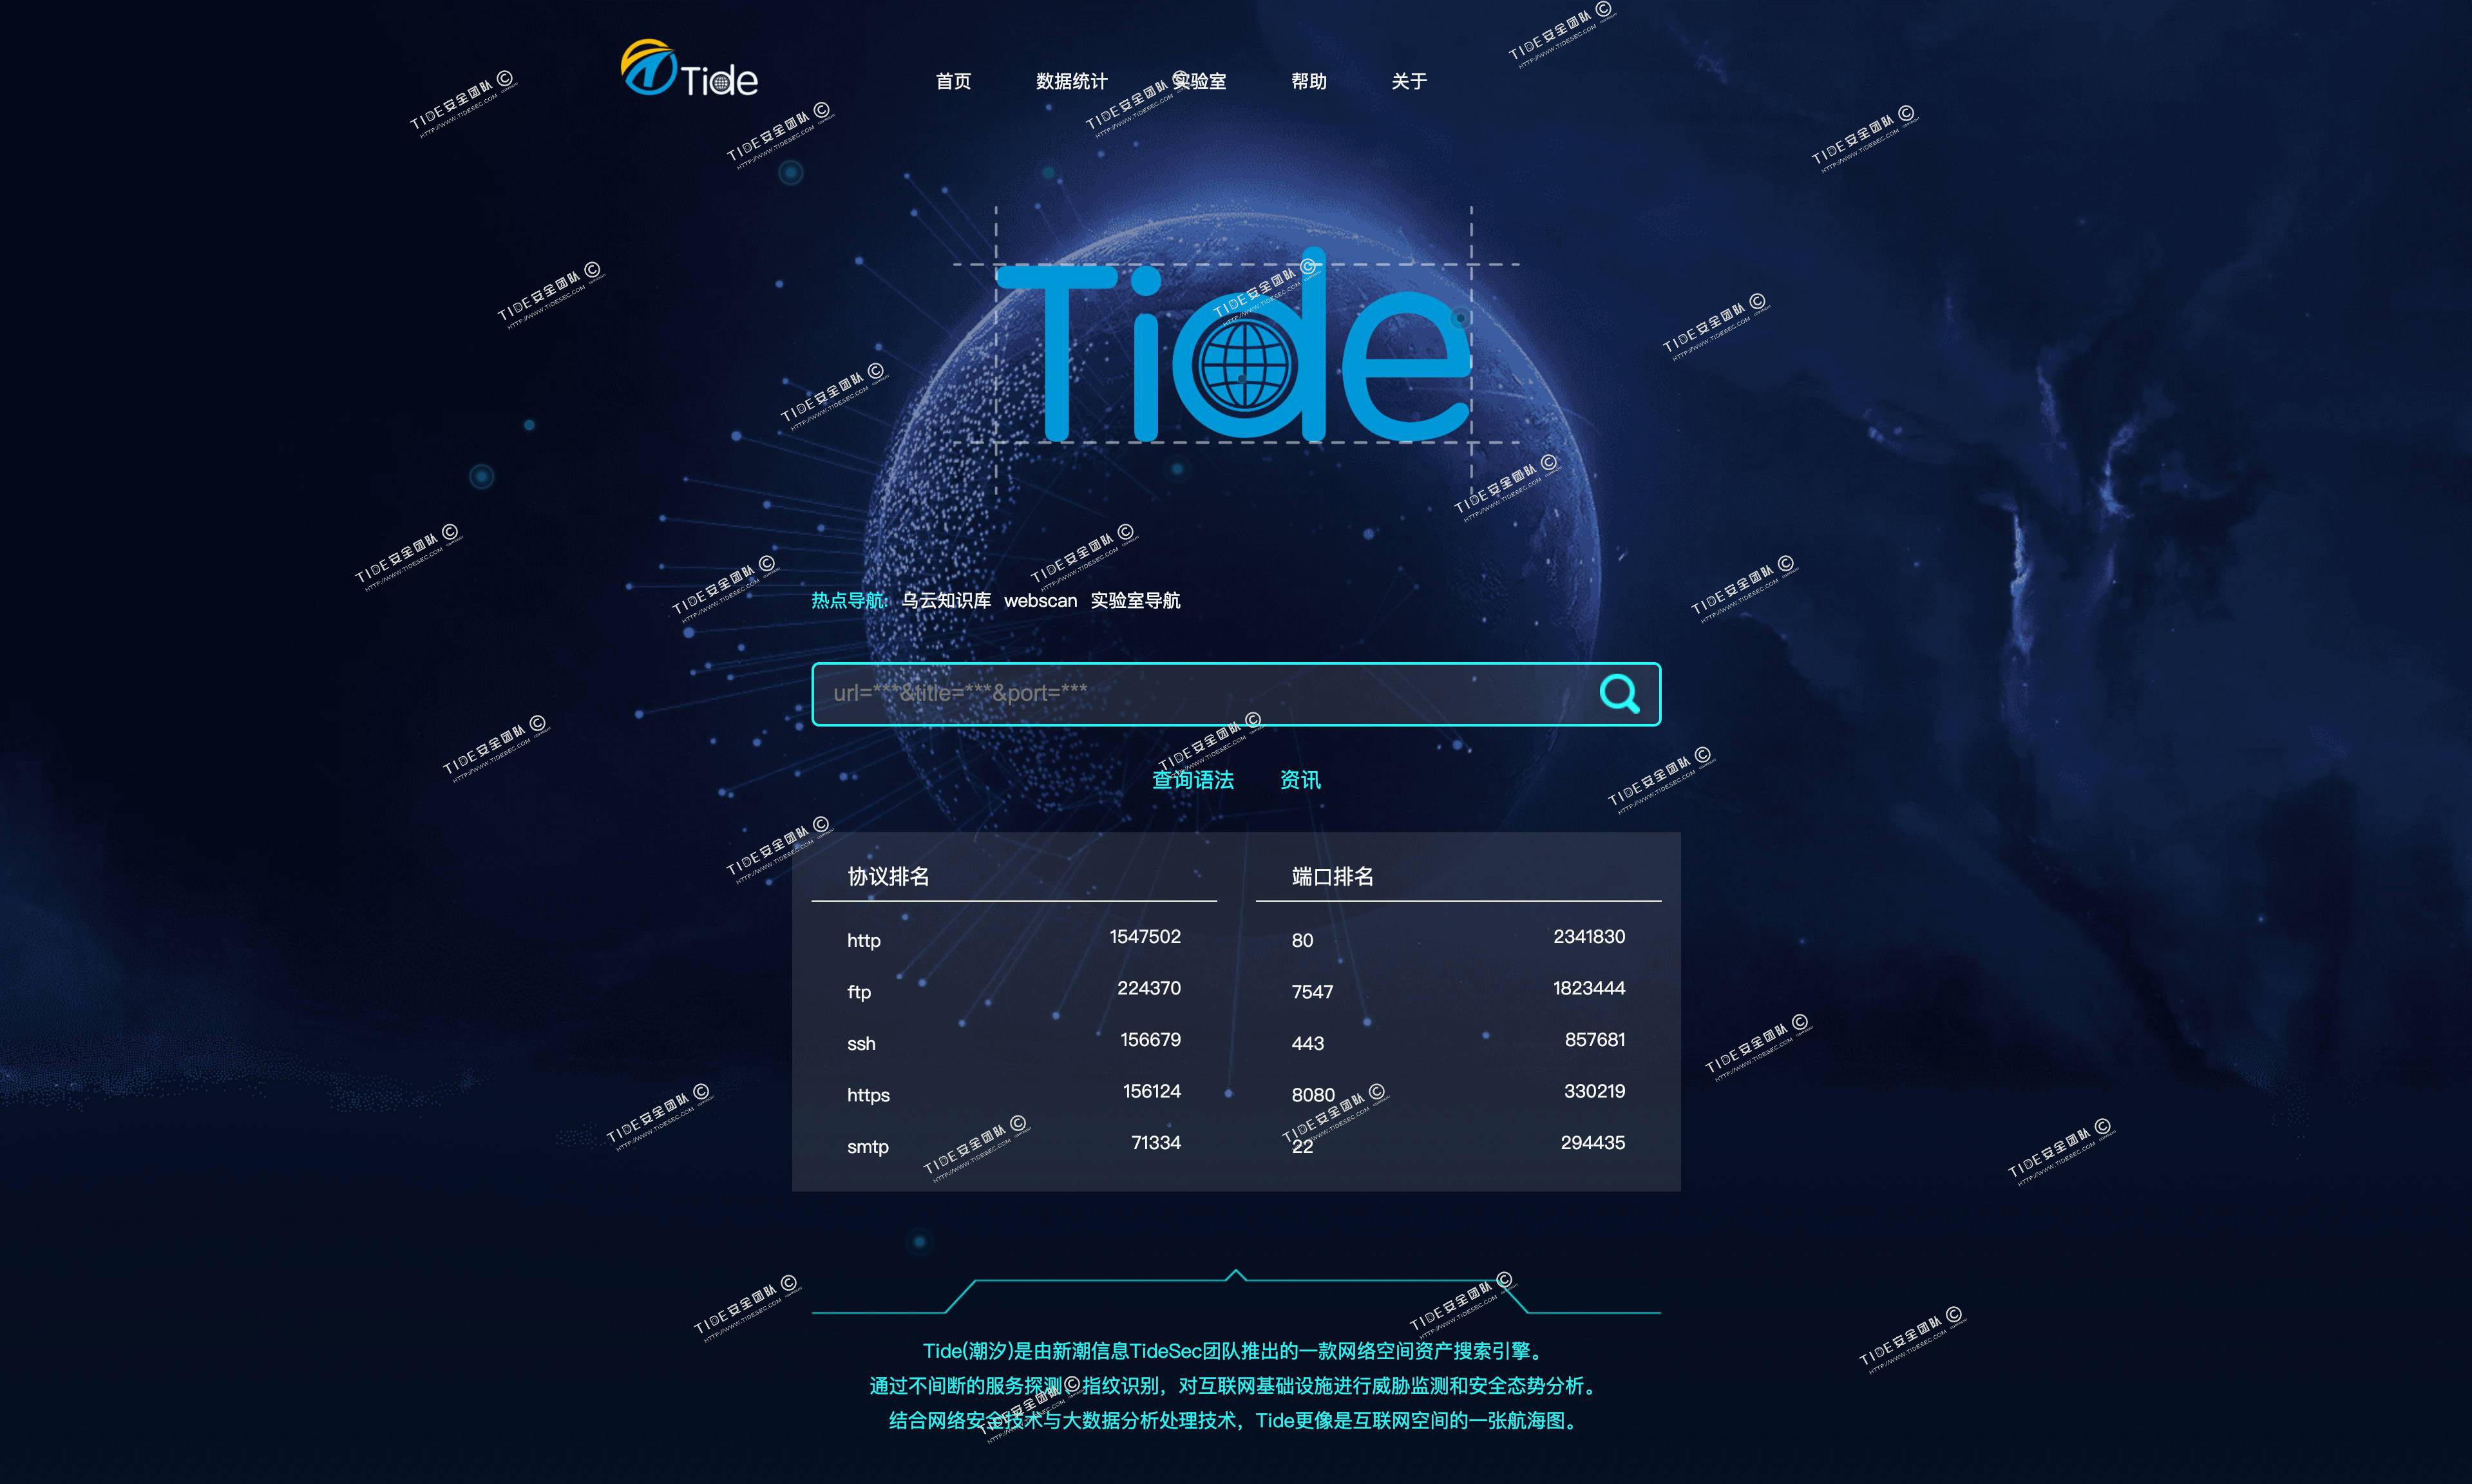 Tide
首页 数据统计 实验室 帮助 关于
Tide
热点导航: 乌云知识库 webscan 实验室导航
url=***&title=***&port=***
查询语法 资讯
协议排名 端口排名
http 1547502 80 2341830
ftp 224370 7547 1823444
ssh 156679 443 857681
https 156124 8080 330219
smtp 71334 22 294435
Tide(潮汐)是由新潮信息TideSec团队推出的一款网络空间资产搜索引擎。
通过不间断的服务探测、指纹识别，对互联网基础设施进行威胁监测和安全态势分析。
结合网络安全技术与大数据分析处理技术，Tide更像是互联网空间的一张航海图。
TIDE安全团队 ©
HTTP://WWW.TIDESEC.COM